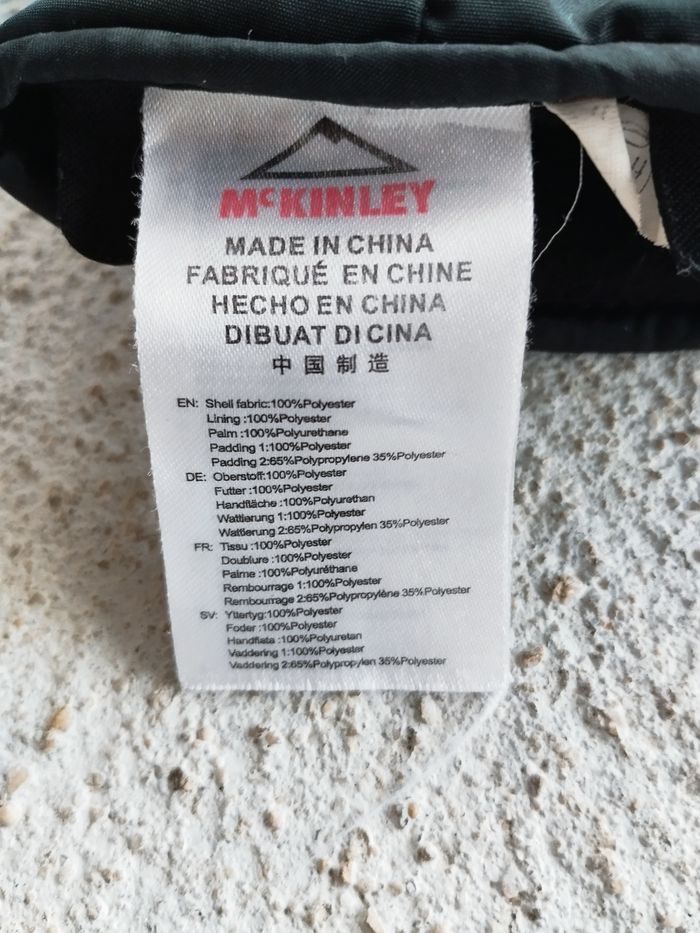 McKINLEY
MADE IN CHINA
FABRIQUÉ EN CHINE
HECHO EN CHINA
DIBUAT DI CINA
中国制造
EN: Shell fabric:100%Polyester
Lining :100%Polyester
Palm :100%Polyurethane
Padding 1:100%Polyester
Padding 2:65%Polypropylene 35%Polyester
DE: Oberstoff:100%Polyester
Futter :100%Polyester
Handfläche :100%Polyurethan
Wattierung 1:100%Polyester
Wattierung 2:65%Polypropylen 35%Polyester
FR: Tissu :100%Polyester
Doublure :100%Polyester
Palme :100%Polyuréthane
Rembourrage 1:100%Polyester
Rembourrage 2:65%Polypropylène 35%Polyester
SV: Yttertyg:100%Polyester
Foder :100%Polyester
Handflata :100%Polyuretan
Vaddering 1:100%Polyester
Vaddering 2:65%Polypropylen 35%Polyester